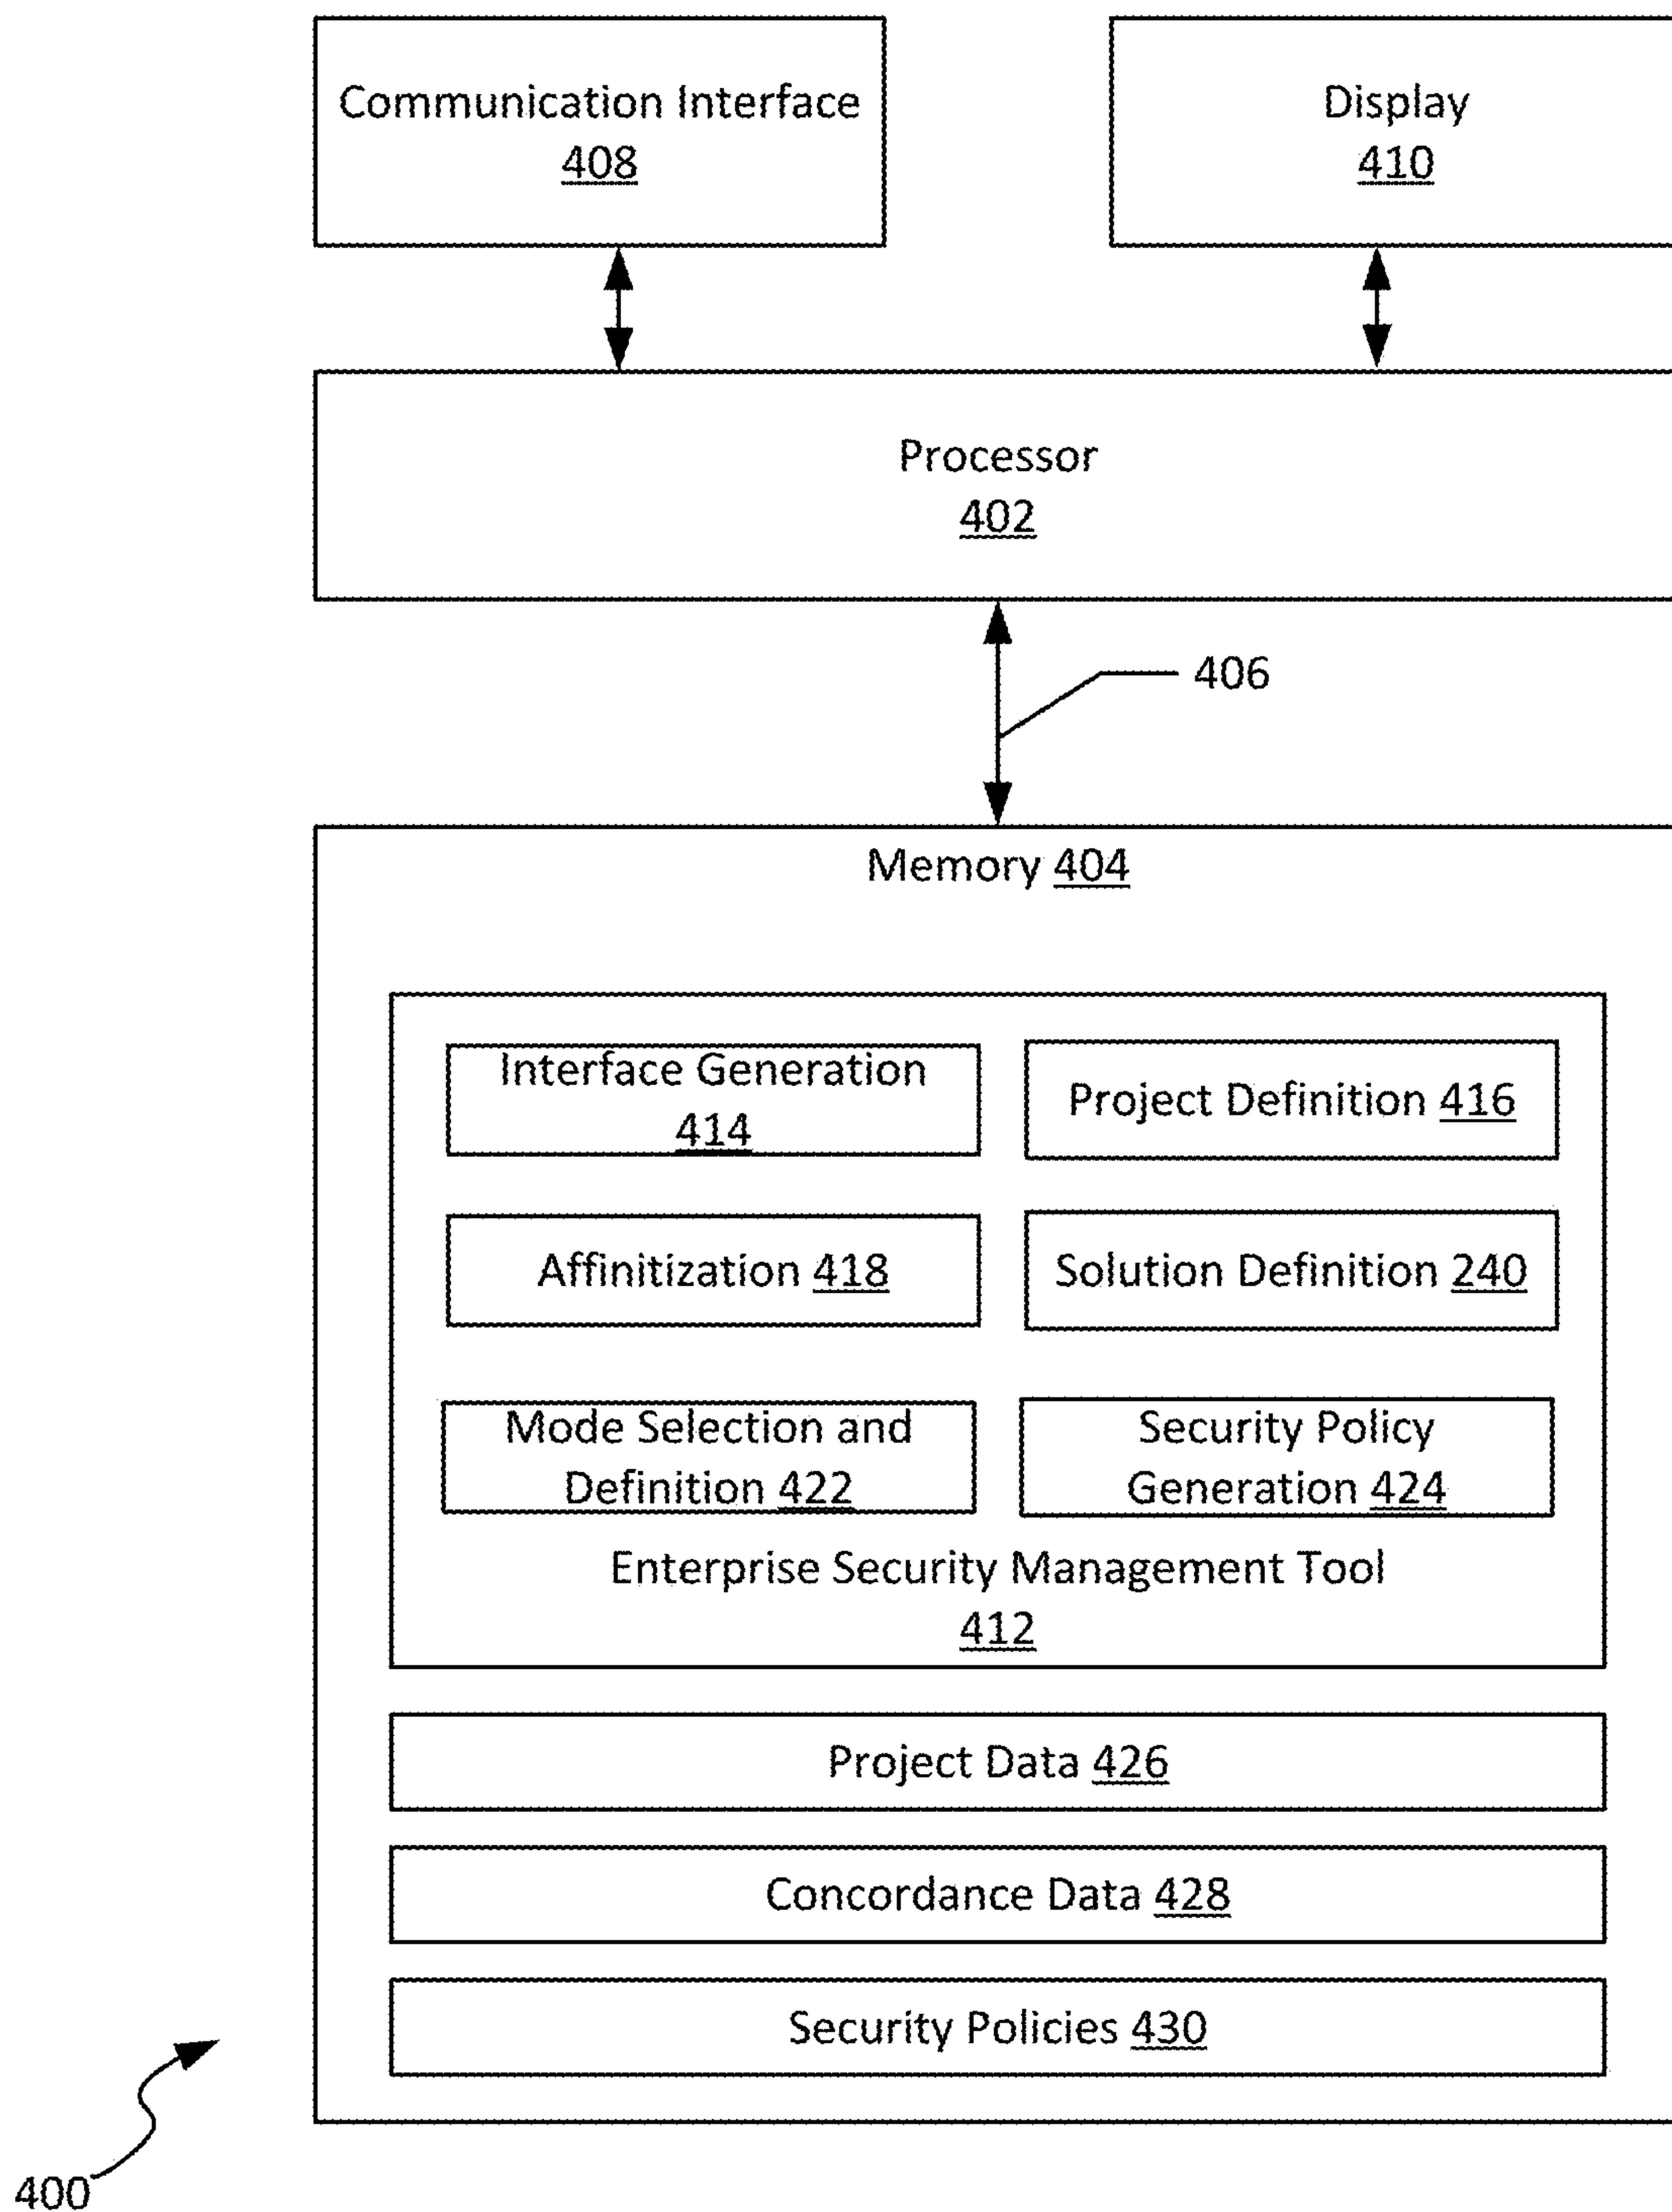 Communication Interface
408
Display
410
Processor
402
406
Memory 404
Interface Generation
414
Project Definition 416
Affinitization 418
Solution Definition 240
Mode Selection and
Definition 422
Security Policy
Generation 424
Enterprise Security Management Tool
412
Project Data 426
Concordance Data 428
Security Policies 430
400